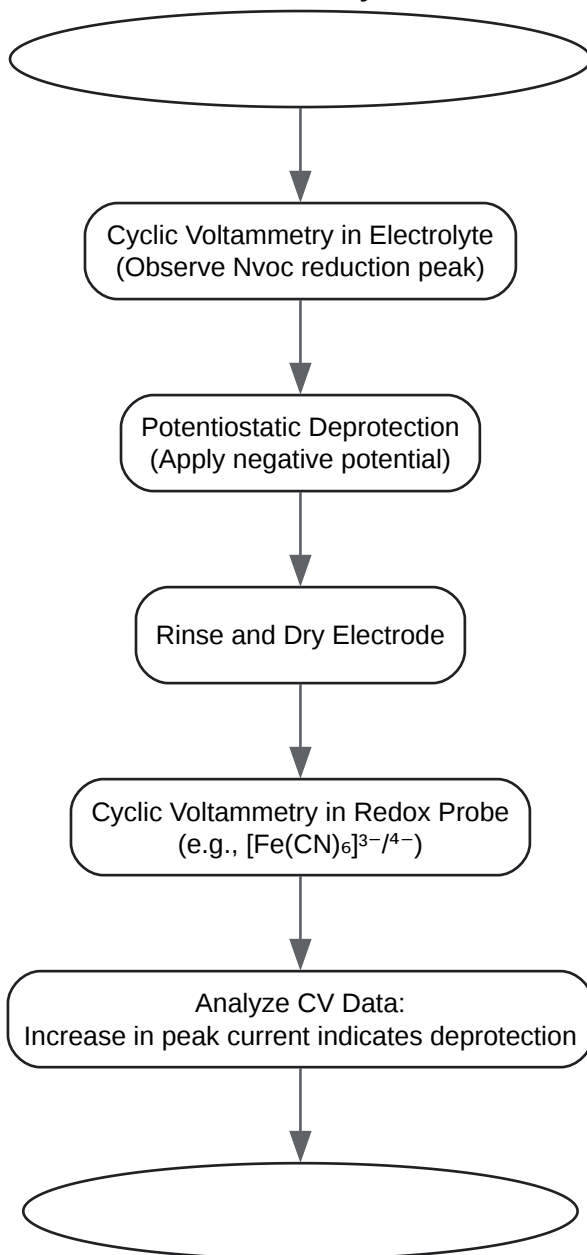 Cyclic Voltammetry in Electrolyte
(Observe Nvoc reduction peak)
Potentiostatic Deprotection
(Apply negative potential)
Rinse and Dry Electrode
Cyclic Voltammetry in Redox Probe
(e.g., [Fe(CN)₆]³⁻/⁴⁻)
Analyze CV Data:
Increase in peak current indicates deprotection